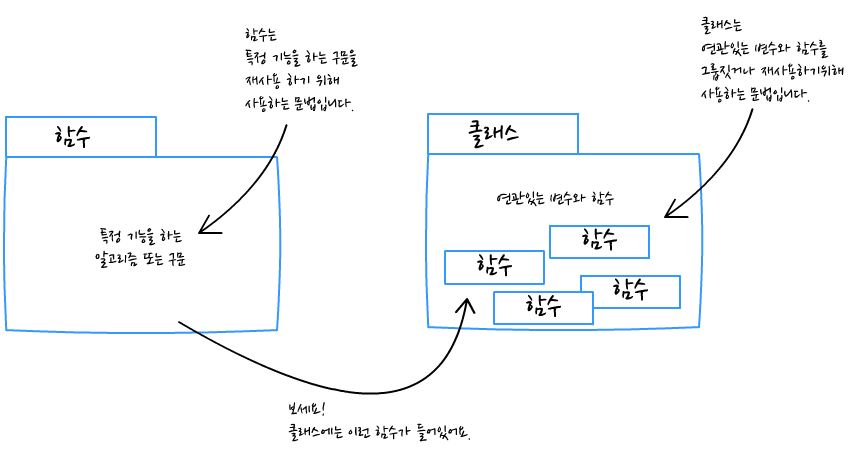 함수는
특정 기능을 하는 구문을
재사용 하기 위해
사용하는 문법입니다.
함수
특정 기능을 하는
알고리즘 또는 구문
클래스는
연관있는 변수와 함수를
그룹짓거나 재사용하기위해
사용하는 문법입니다.
클래스
연관있는 변수와 함수
함수
함수
함수
함수
보세요!
클래스에는 이런 함수가 들어있어요.